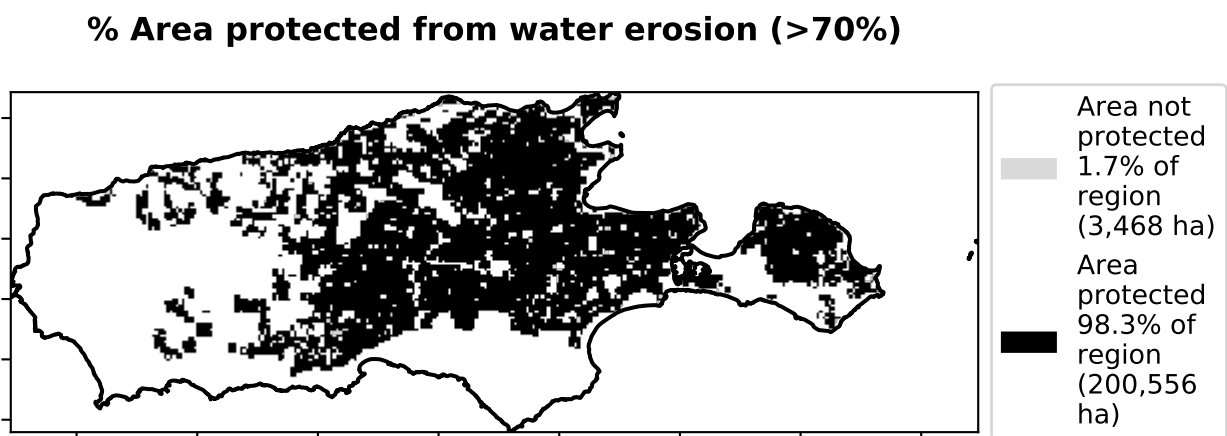 % Area protected from water erosion (>70%)
Area not
protected
1.7% of
region
(3,468 ha)
Area
protected
98.3% of
region
(200,556
ha)